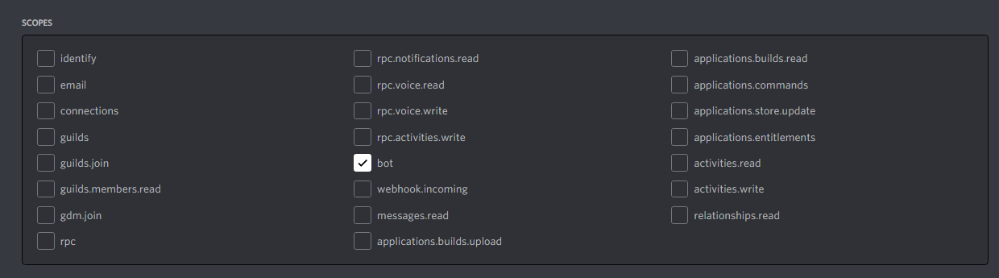 SCOPES
identify
email
connections
guilds
guilds.join
guilds.members.read
gdm.join
rpc
rpc.notifications.read
rpc.voice.read
rpc.voice.write
rpc.activities.write
bot
webhook.incoming
messages.read
applications.builds.upload
applications.builds.read
applications.commands
applications.store.update
applications.entitlements
activities.read
activities.write
relationships.read